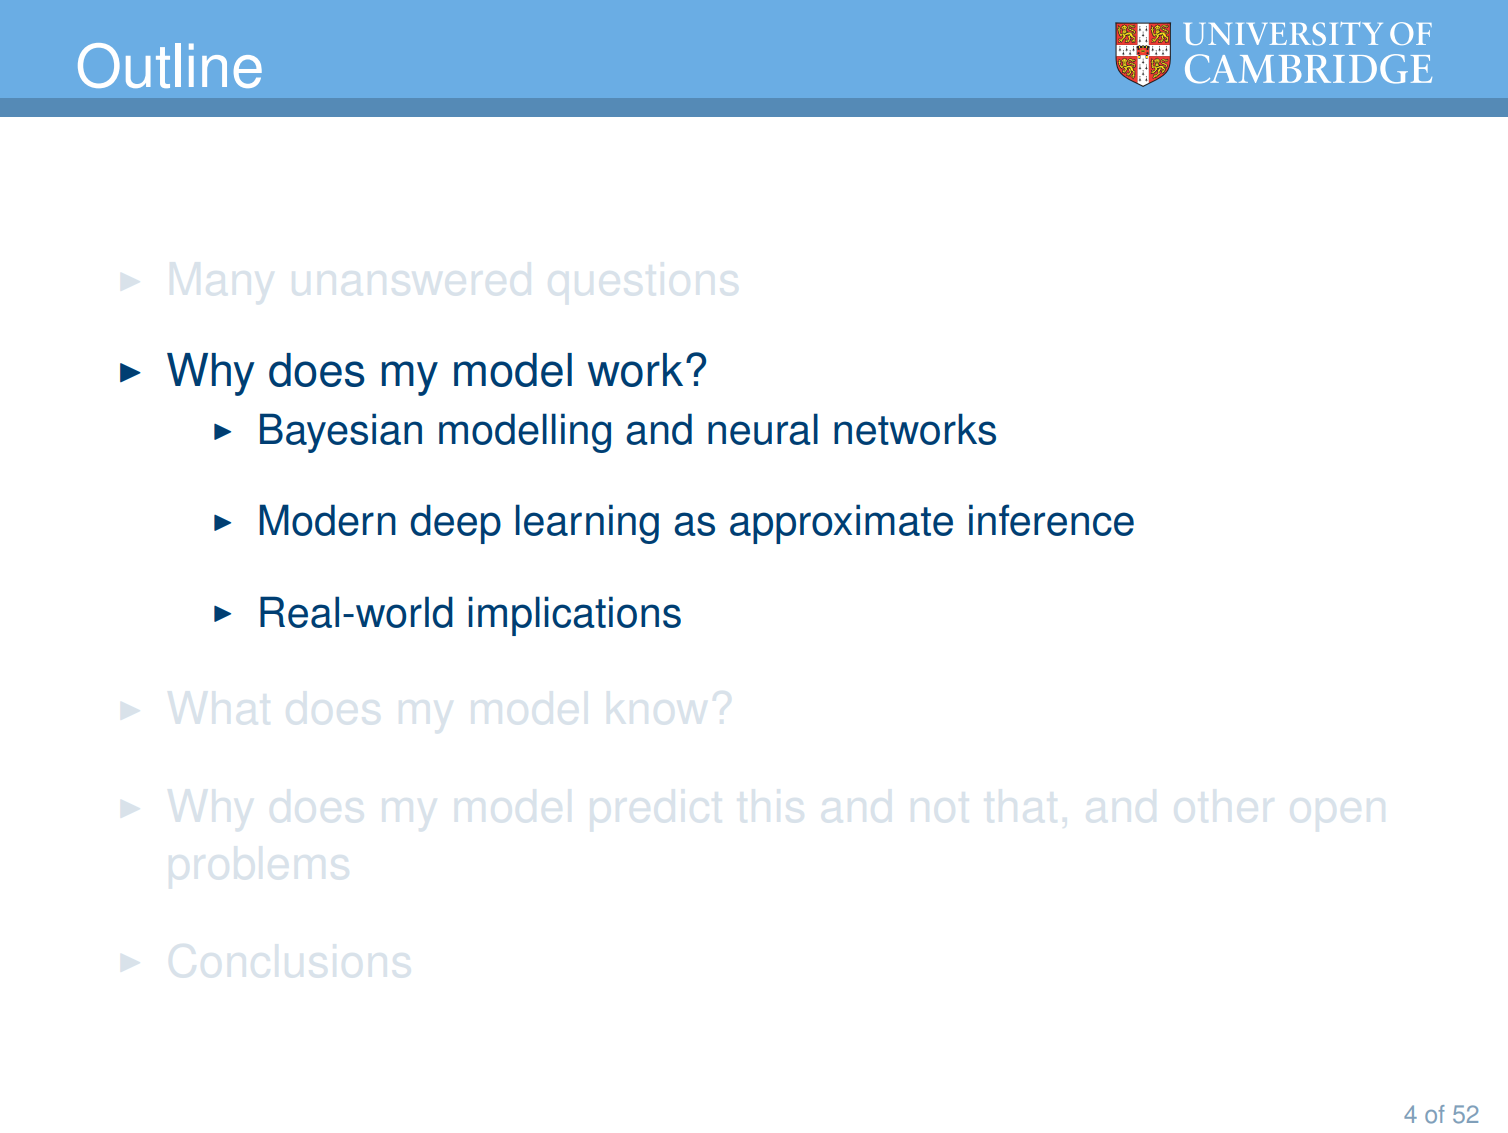 Outline
UNIVERSITY OF
CAMBRIDGE
Many unanswered questions
Why does my model work?
Bayesian modelling and neural networks
Modern deep learning as approximate inference
Real-world implications
What does my model know?
Why does my model predict this and not that, and other open
problems
Conclusions
4 of 52